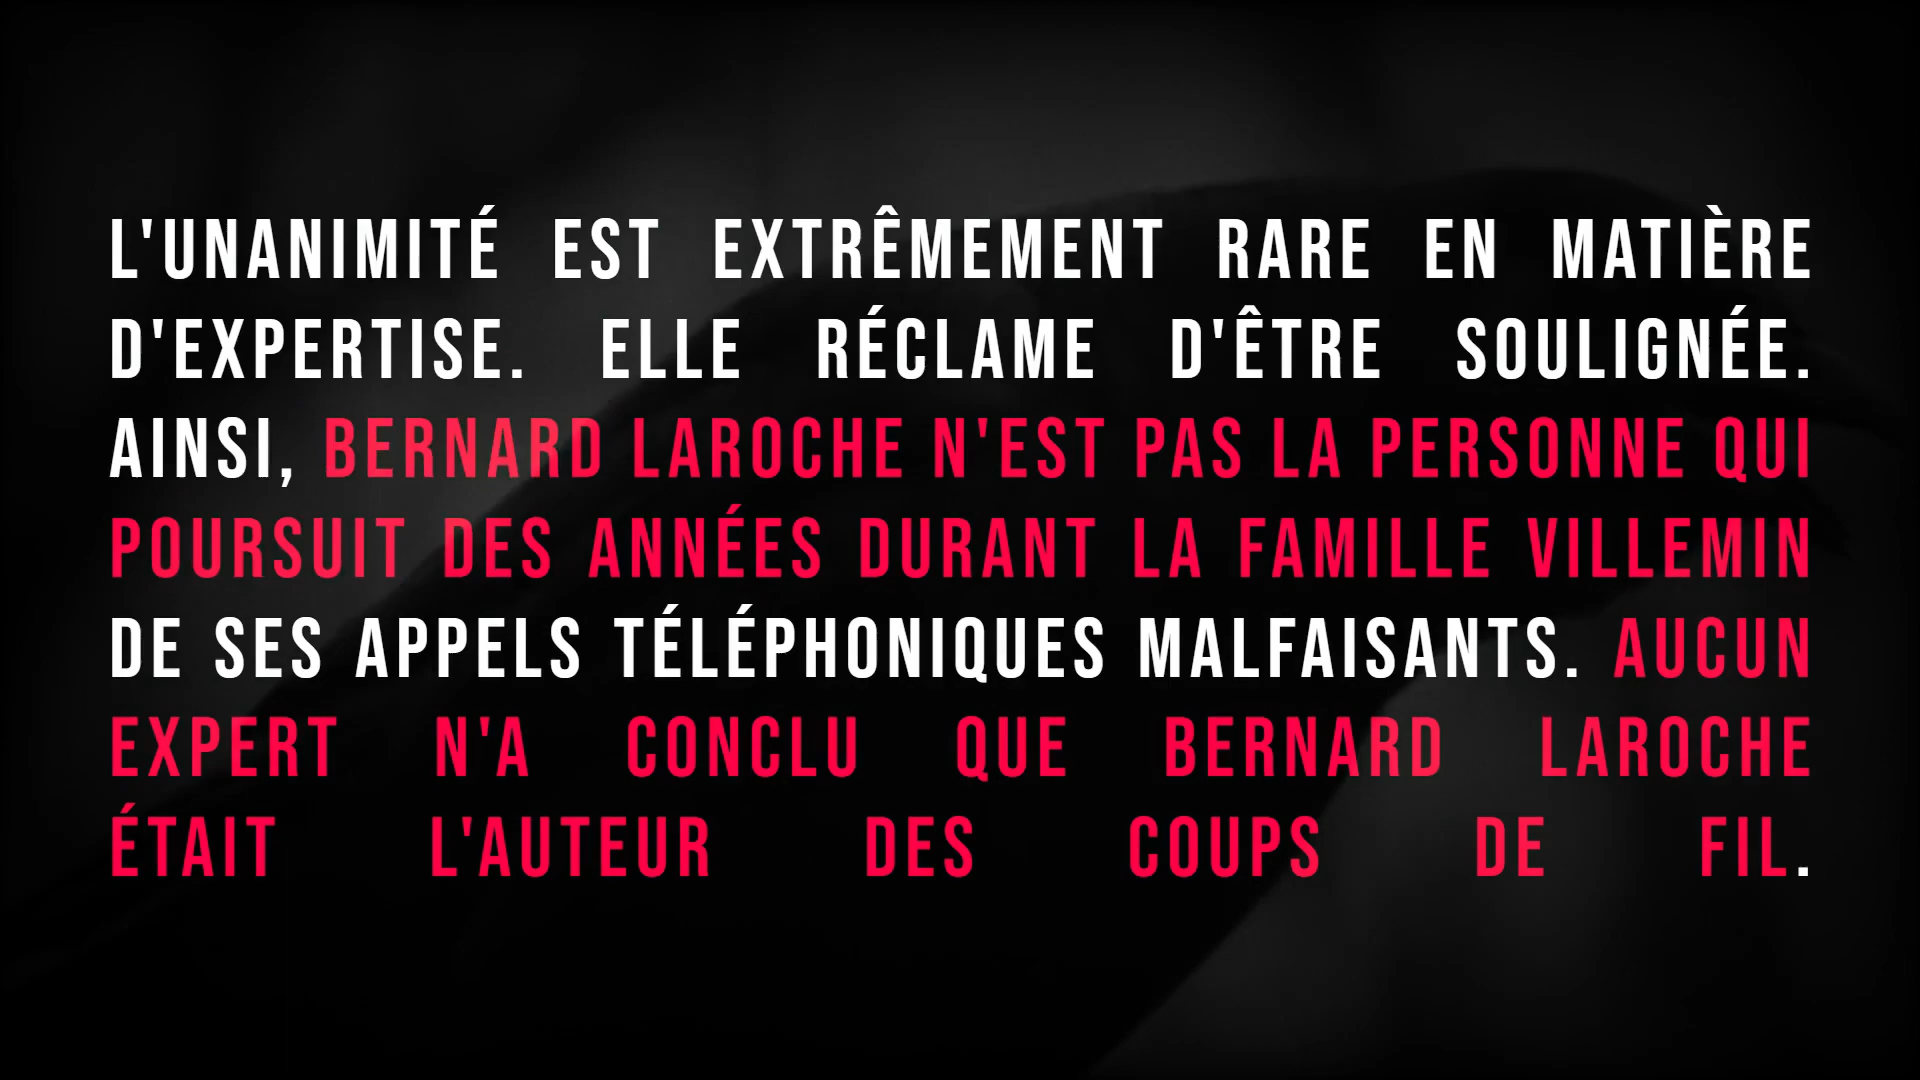 L'UNANIMITÉ EST EXTRÊMEMENT RARE EN MATIÈRE
D'EXPERTISE. ELLE RÉCLAME D'ÊTRE SOULIGNÉE.
AINSI, BERNARD LAROCHE N'EST PAS LA PERSONNE QUI
POURSUIT DES ANNÉES DURANT LA FAMILLE VILLEMIN
DE SES APPELS TÉLÉPHONIQUES MALFAISANTS. AUCUN
EXPERT N'A CONCLU QUE BERNARD LAROCHE
ÉTAIT L'AUTEUR DES COUPS DE FIL.